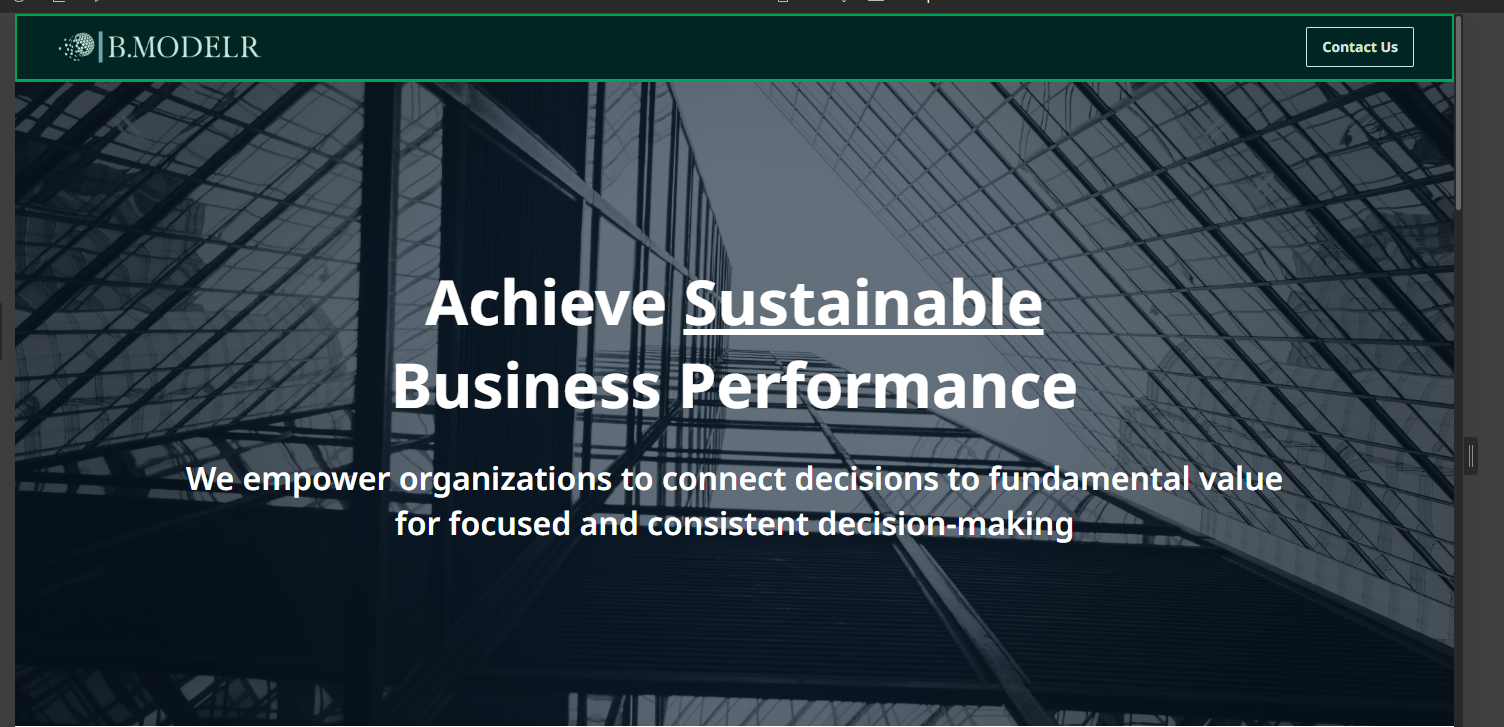 B.MODELR
Contact Us
Achieve Sustainable
Business Performance
We empower organizations to connect decisions to fundamental value
for focused and consistent decision-making